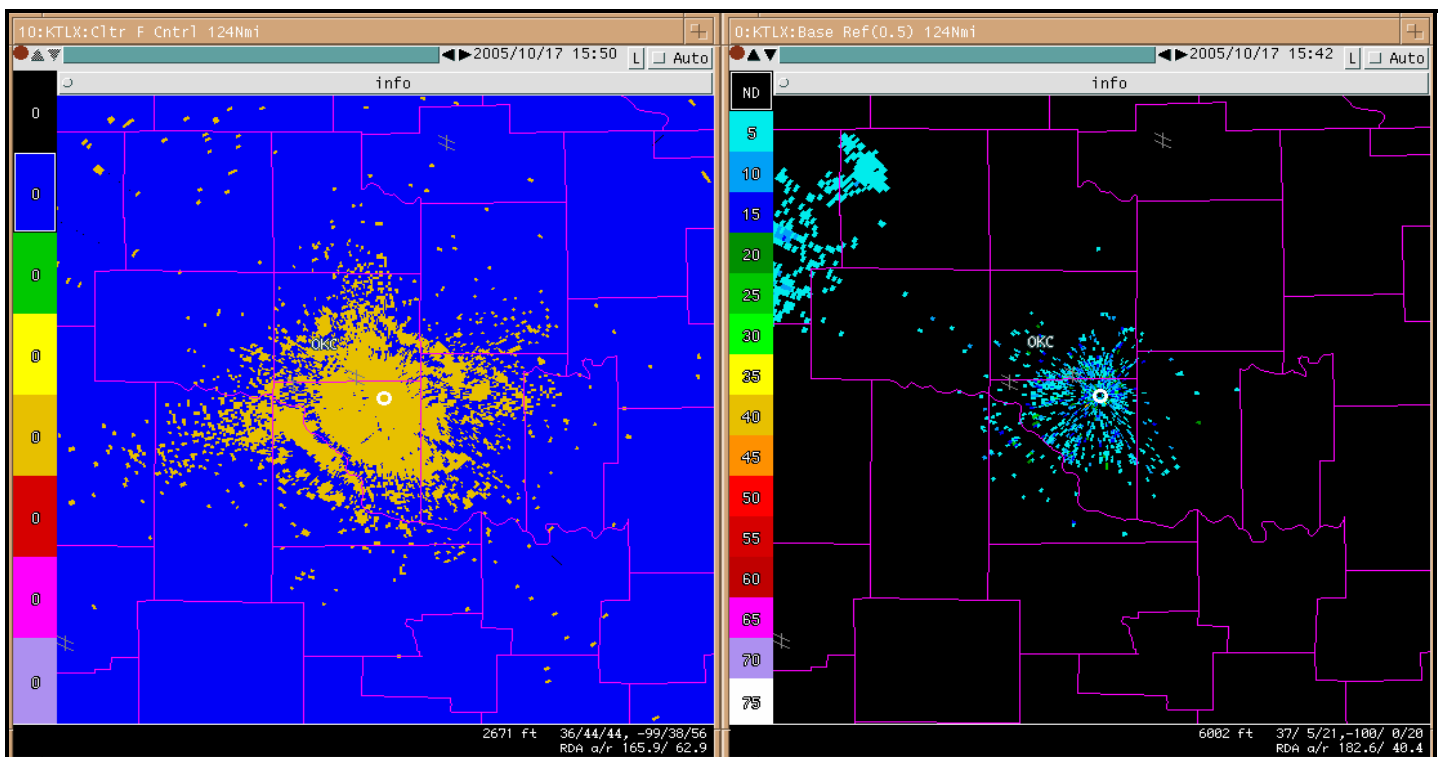 10:KTLX:Cltr F Cntrl 124Nmi
2005/10/17 15:50 L Auto
info
0
0
0
0
0
0
0
0
OKC
2671 ft 36/44/44, -99/38/56
RDA a/r 165.9/ 62.9
0:KTLX:Base Ref(0.5) 124Nmi
2005/10/17 15:42 L Auto
info
ND
5
10
15
20
25
30
35
40
45
50
55
60
65
70
75
OKC
6002 ft 37/ 5/21,-100/ 0/20
RDA a/r 182.6/ 40.4